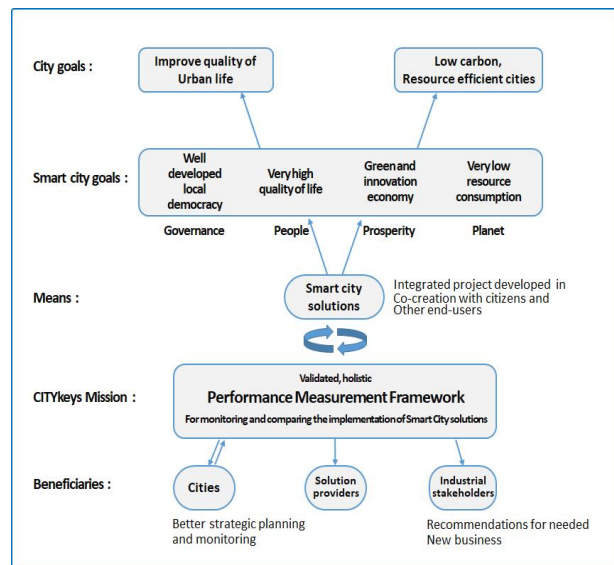 City goals :
Improve quality of
Urban life
Low carbon,
Resource efficient cities
Smart city goals :
Well
developed
local
democracy
Very high
quality of life
Green and
innovation
economy
Very low
resource
consumption
Governance
People
Prosperity
Planet
Means :
Smart city
solutions
Integrated project developed in
Co-creation with citizens and
Other end-users
CITYkeys Mission :
Validated, holistic
Performance Measurement Framework
For monitoring and comparing the implementation of Smart City solutions
Beneficiaries :
Cities
Solution
providers
Industrial
stakeholders
Better strategic planning
and monitoring
Recommendations for needed
New business